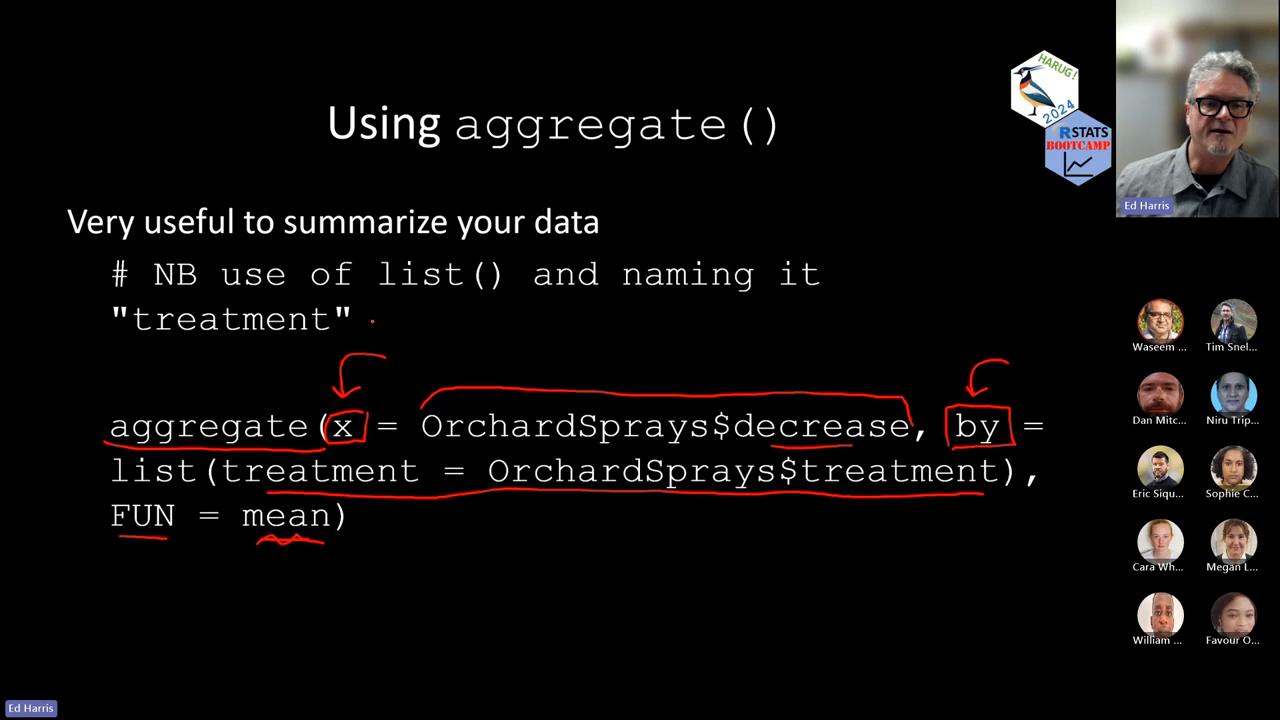 Using aggregate()
Very useful to summarize your data
# NB use of list() and naming it
"treatment"
aggregate(x = OrchardSprays$decrease, by =
list(treatment = OrchardSprays$treatment),
FUN = mean)
HARUG!
2024
RSTATS
BOOTCAMP
Ed Harris
Waseem ...
Tim Snel...
Dan Mitc...
Niru Trip...
Eric Siqu...
Sophie C...
Cara Wh...
Megan L...
William ...
Favour O...
Ed Harris